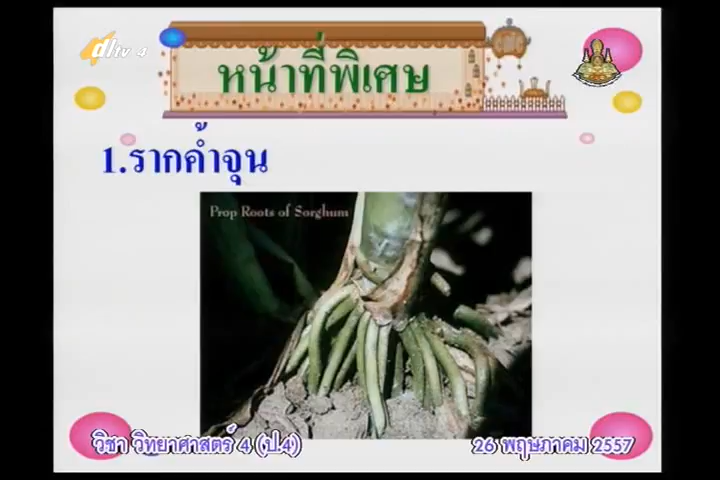 dltv 4
หน้าที่พิเศษ
1.รากค้ำจุน
Prop Roots of Sorghum
วิชา วิทยาศาสตร์ 4 (ป.4)
26 พฤษภาคม 2557